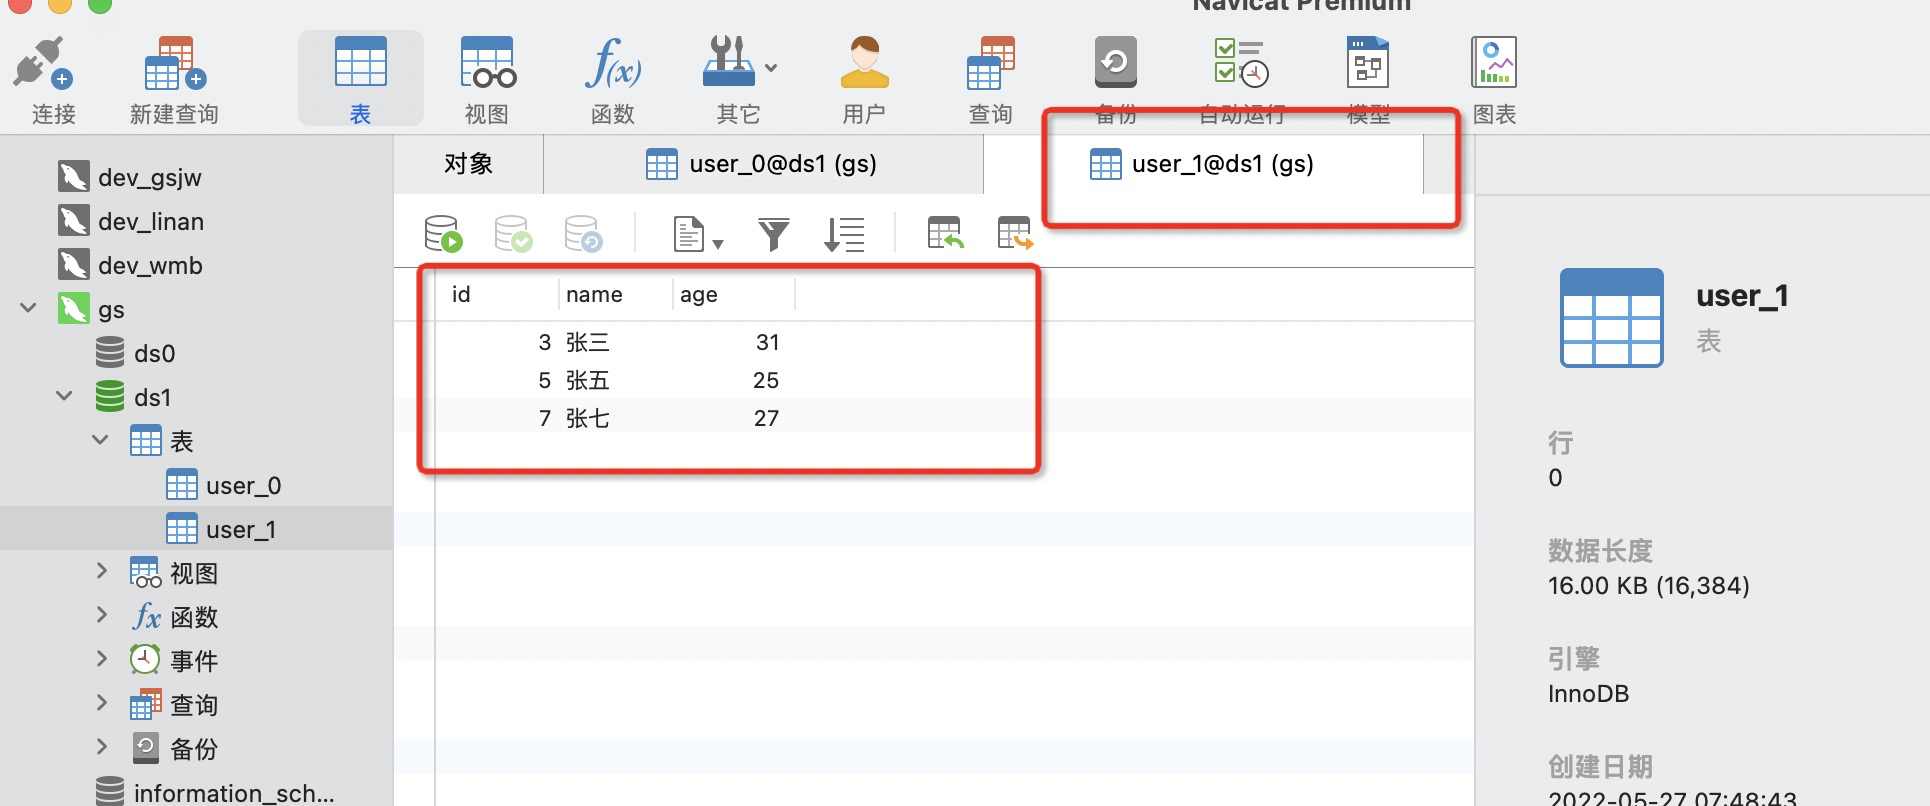 Navicat Premium
连接 新建查询 表 视图 函数 其它 用户 查询 备份 自动运行 模型 图表
dev_gsjw
dev_linan
dev_wmb
gs
ds0
ds1
表
user_0
user_1
视图
函数
事件
查询
备份
information_sch...
对象 user_0@ds1 (gs) user_1@ds1 (gs)
id name age
3 张三 31
5 张五 25
7 张七 27
user_1
表
行
0
数据长度
16.00 KB (16,384)
引擎
InnoDB
创建日期
2022-05-27 07:48:43